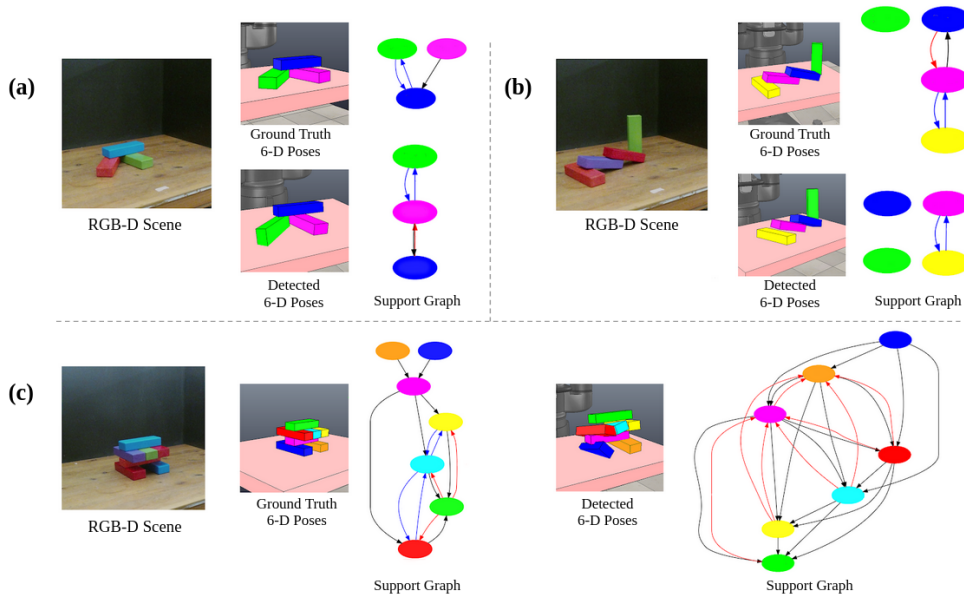 (a)
Ground Truth
6-D Poses
RGB-D Scene
Detected
6-D Poses
Support Graph
(b)
Ground Truth
6-D Poses
RGB-D Scene
Detected
6-D Poses
Support Graph
(c)
RGB-D Scene
Ground Truth
6-D Poses
Support Graph
Detected
6-D Poses
Support Graph